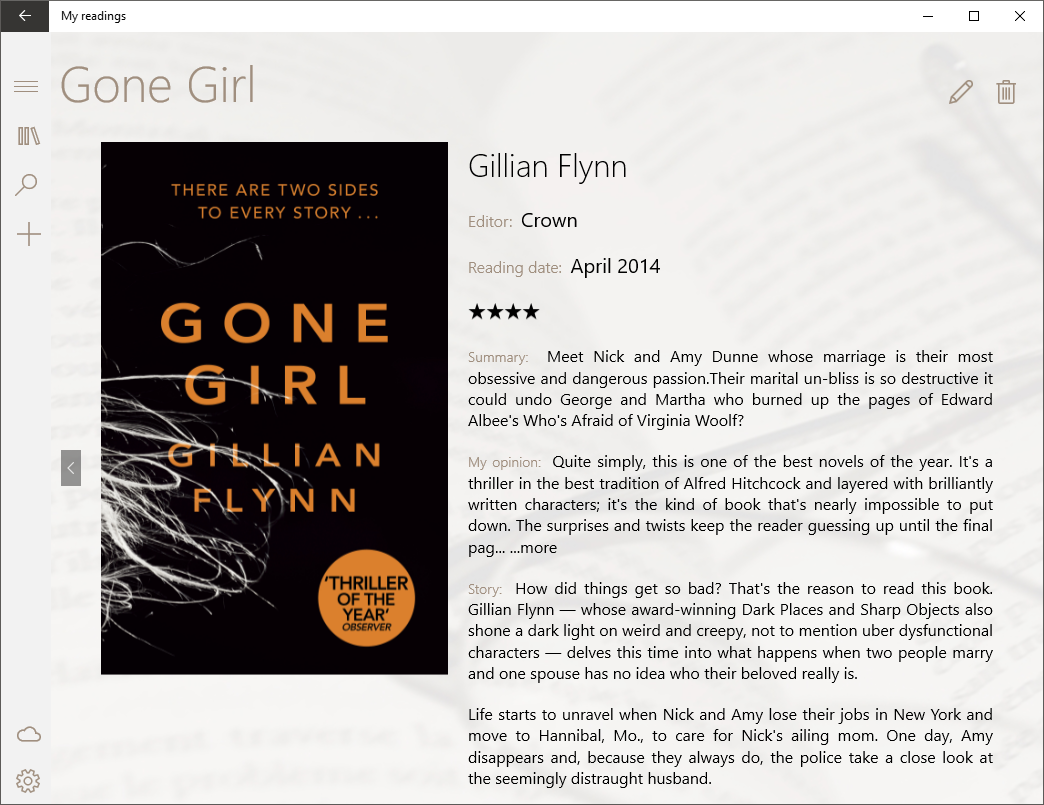 My readings
Gone Girl
THERE ARE TWO SIDES
TO EVERY STORY . . .
GONE
GIRL
GILLIAN
FLYNN
'THRILLER
OF THE
YEAR'
OBSERVER
Gillian Flynn
Editor: Crown
Reading date: April 2014
★★★★
Summary: Meet Nick and Amy Dunne whose marriage is their most
obsessive and dangerous passion.Their marital un-bliss is so destructive it
could undo George and Martha who burned up the pages of Edward
Albee's Who's Afraid of Virginia Woolf?
My opinion: Quite simply, this is one of the best novels of the year. It's a
thriller in the best tradition of Alfred Hitchcock and layered with brilliantly
written characters; it's the kind of book that's nearly impossible to put
down. The surprises and twists keep the reader guessing up until the final
pag... ...more
Story: How did things get so bad? That's the reason to read this book.
Gillian Flynn — whose award-winning Dark Places and Sharp Objects also
shone a dark light on weird and creepy, not to mention uber dysfunctional
characters — delves this time into what happens when two people marry
and one spouse has no idea who their beloved really is.
Life starts to unravel when Nick and Amy lose their jobs in New York and
move to Hannibal, Mo., to care for Nick's ailing mom. One day, Amy
disappears and, because they always do, the police take a close look at
the seemingly distraught husband.